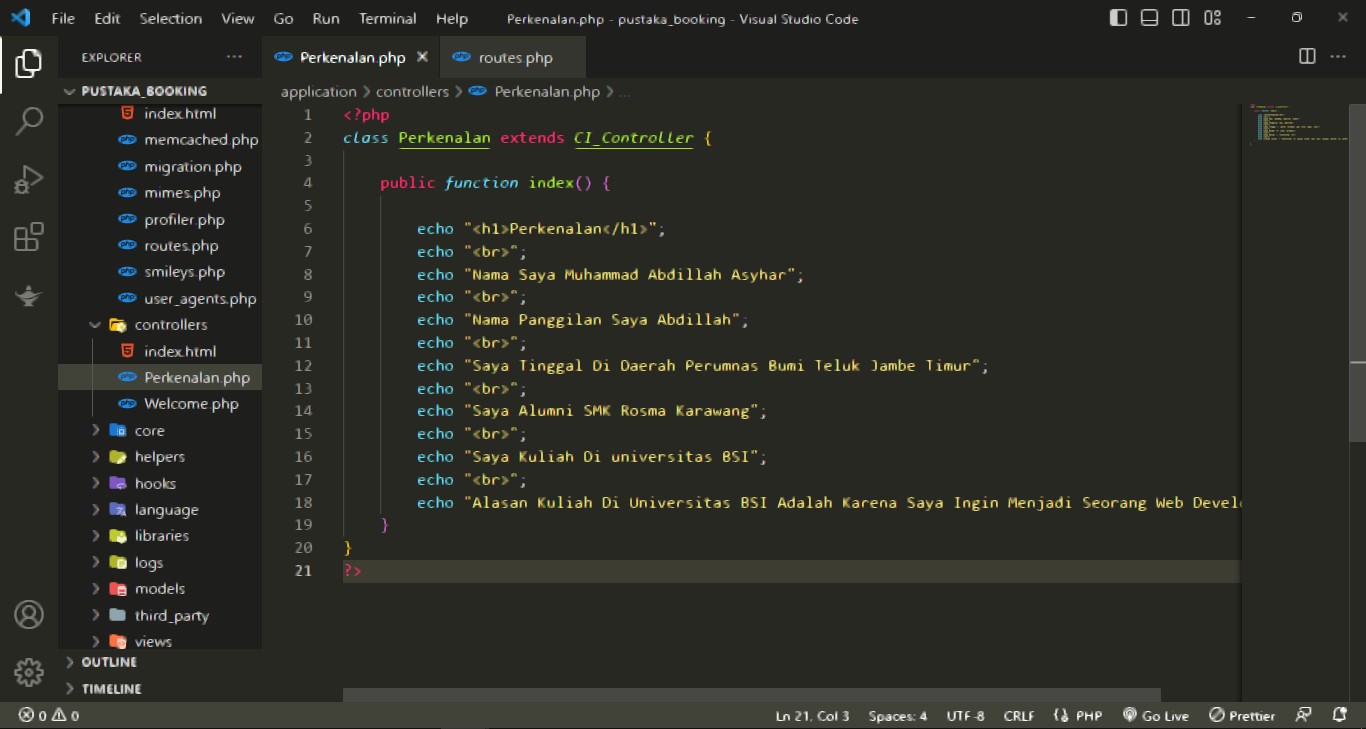 File Edit Selection View Go Run Terminal Help Perkenalan.php - pustaka_booking - Visual Studio Code
EXPLORER ... Perkenalan.php routes.php
PUSTAKA_BOOKING
index.html
memcached.php
migration.php
mimes.php
profiler.php
routes.php
smileys.php
user_agents.php
controllers
index.html
Perkenalan.php
Welcome.php
core
helpers
hooks
language
libraries
logs
models
third_party
views
OUTLINE
TIMELINE
application > controllers > Perkenalan.php > ...
1 <?php
2 class Perkenalan extends CI_Controller {
3
4 public function index() {
5
6 echo "<h1>Perkenalan</h1>";
7 echo "<br>";
8 echo "Nama Saya Muhammad Abdillah Asyhar";
9 echo "<br>";
10 echo "Nama Panggilan Saya Abdillah";
11 echo "<br>";
12 echo "Saya Tinggal Di Daerah Perumnas Bumi Teluk Jambe Timur";
13 echo "<br>";
14 echo "Saya Alumni SMK Rosma Karawang";
15 echo "<br>";
16 echo "Saya Kuliah Di universitas BSI";
17 echo "<br>";
18 echo "Alasan Kuliah Di Universitas BSI Adalah Karena Saya Ingin Menjadi Seorang Web Devel
19 }
20 }
21 ?>
0 0 Ln 21, Col 3 Spaces: 4 UTF-8 CRLF PHP Go Live Prettier